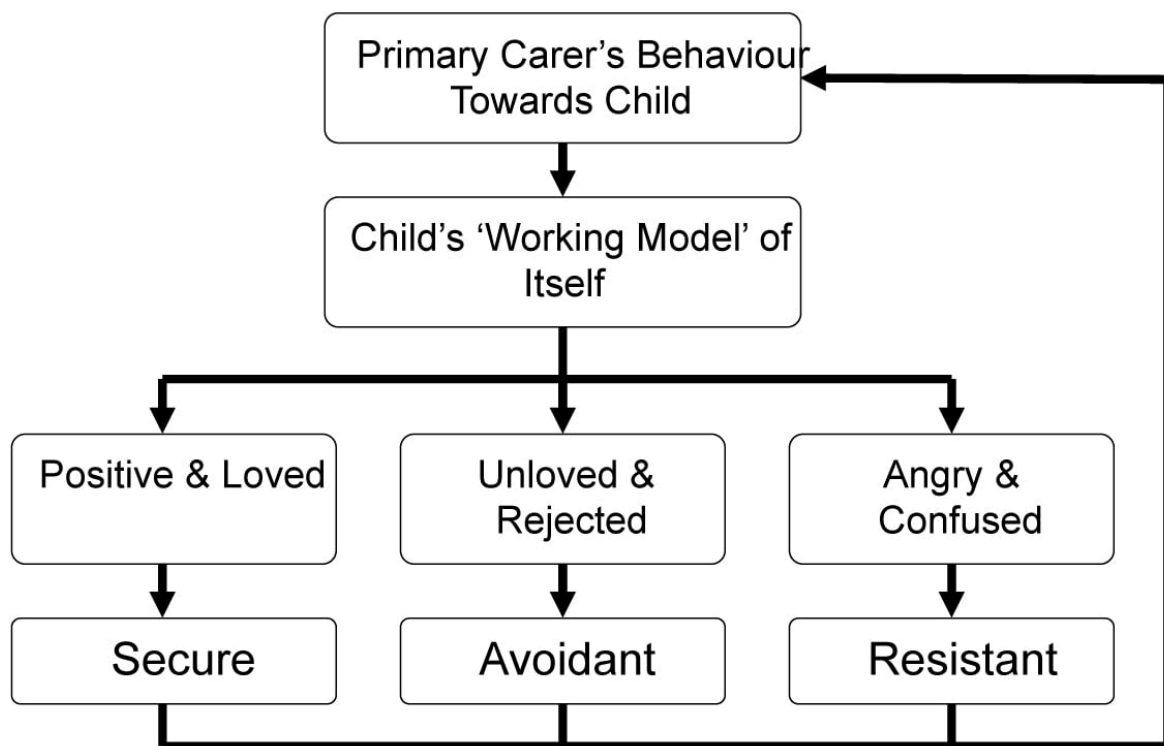 Primary Carer’s Behaviour
Towards Child
Child’s ‘Working Model’ of
Itself
Positive & Loved
Unloved &
Rejected
Angry &
Confused
Secure
Avoidant
Resistant